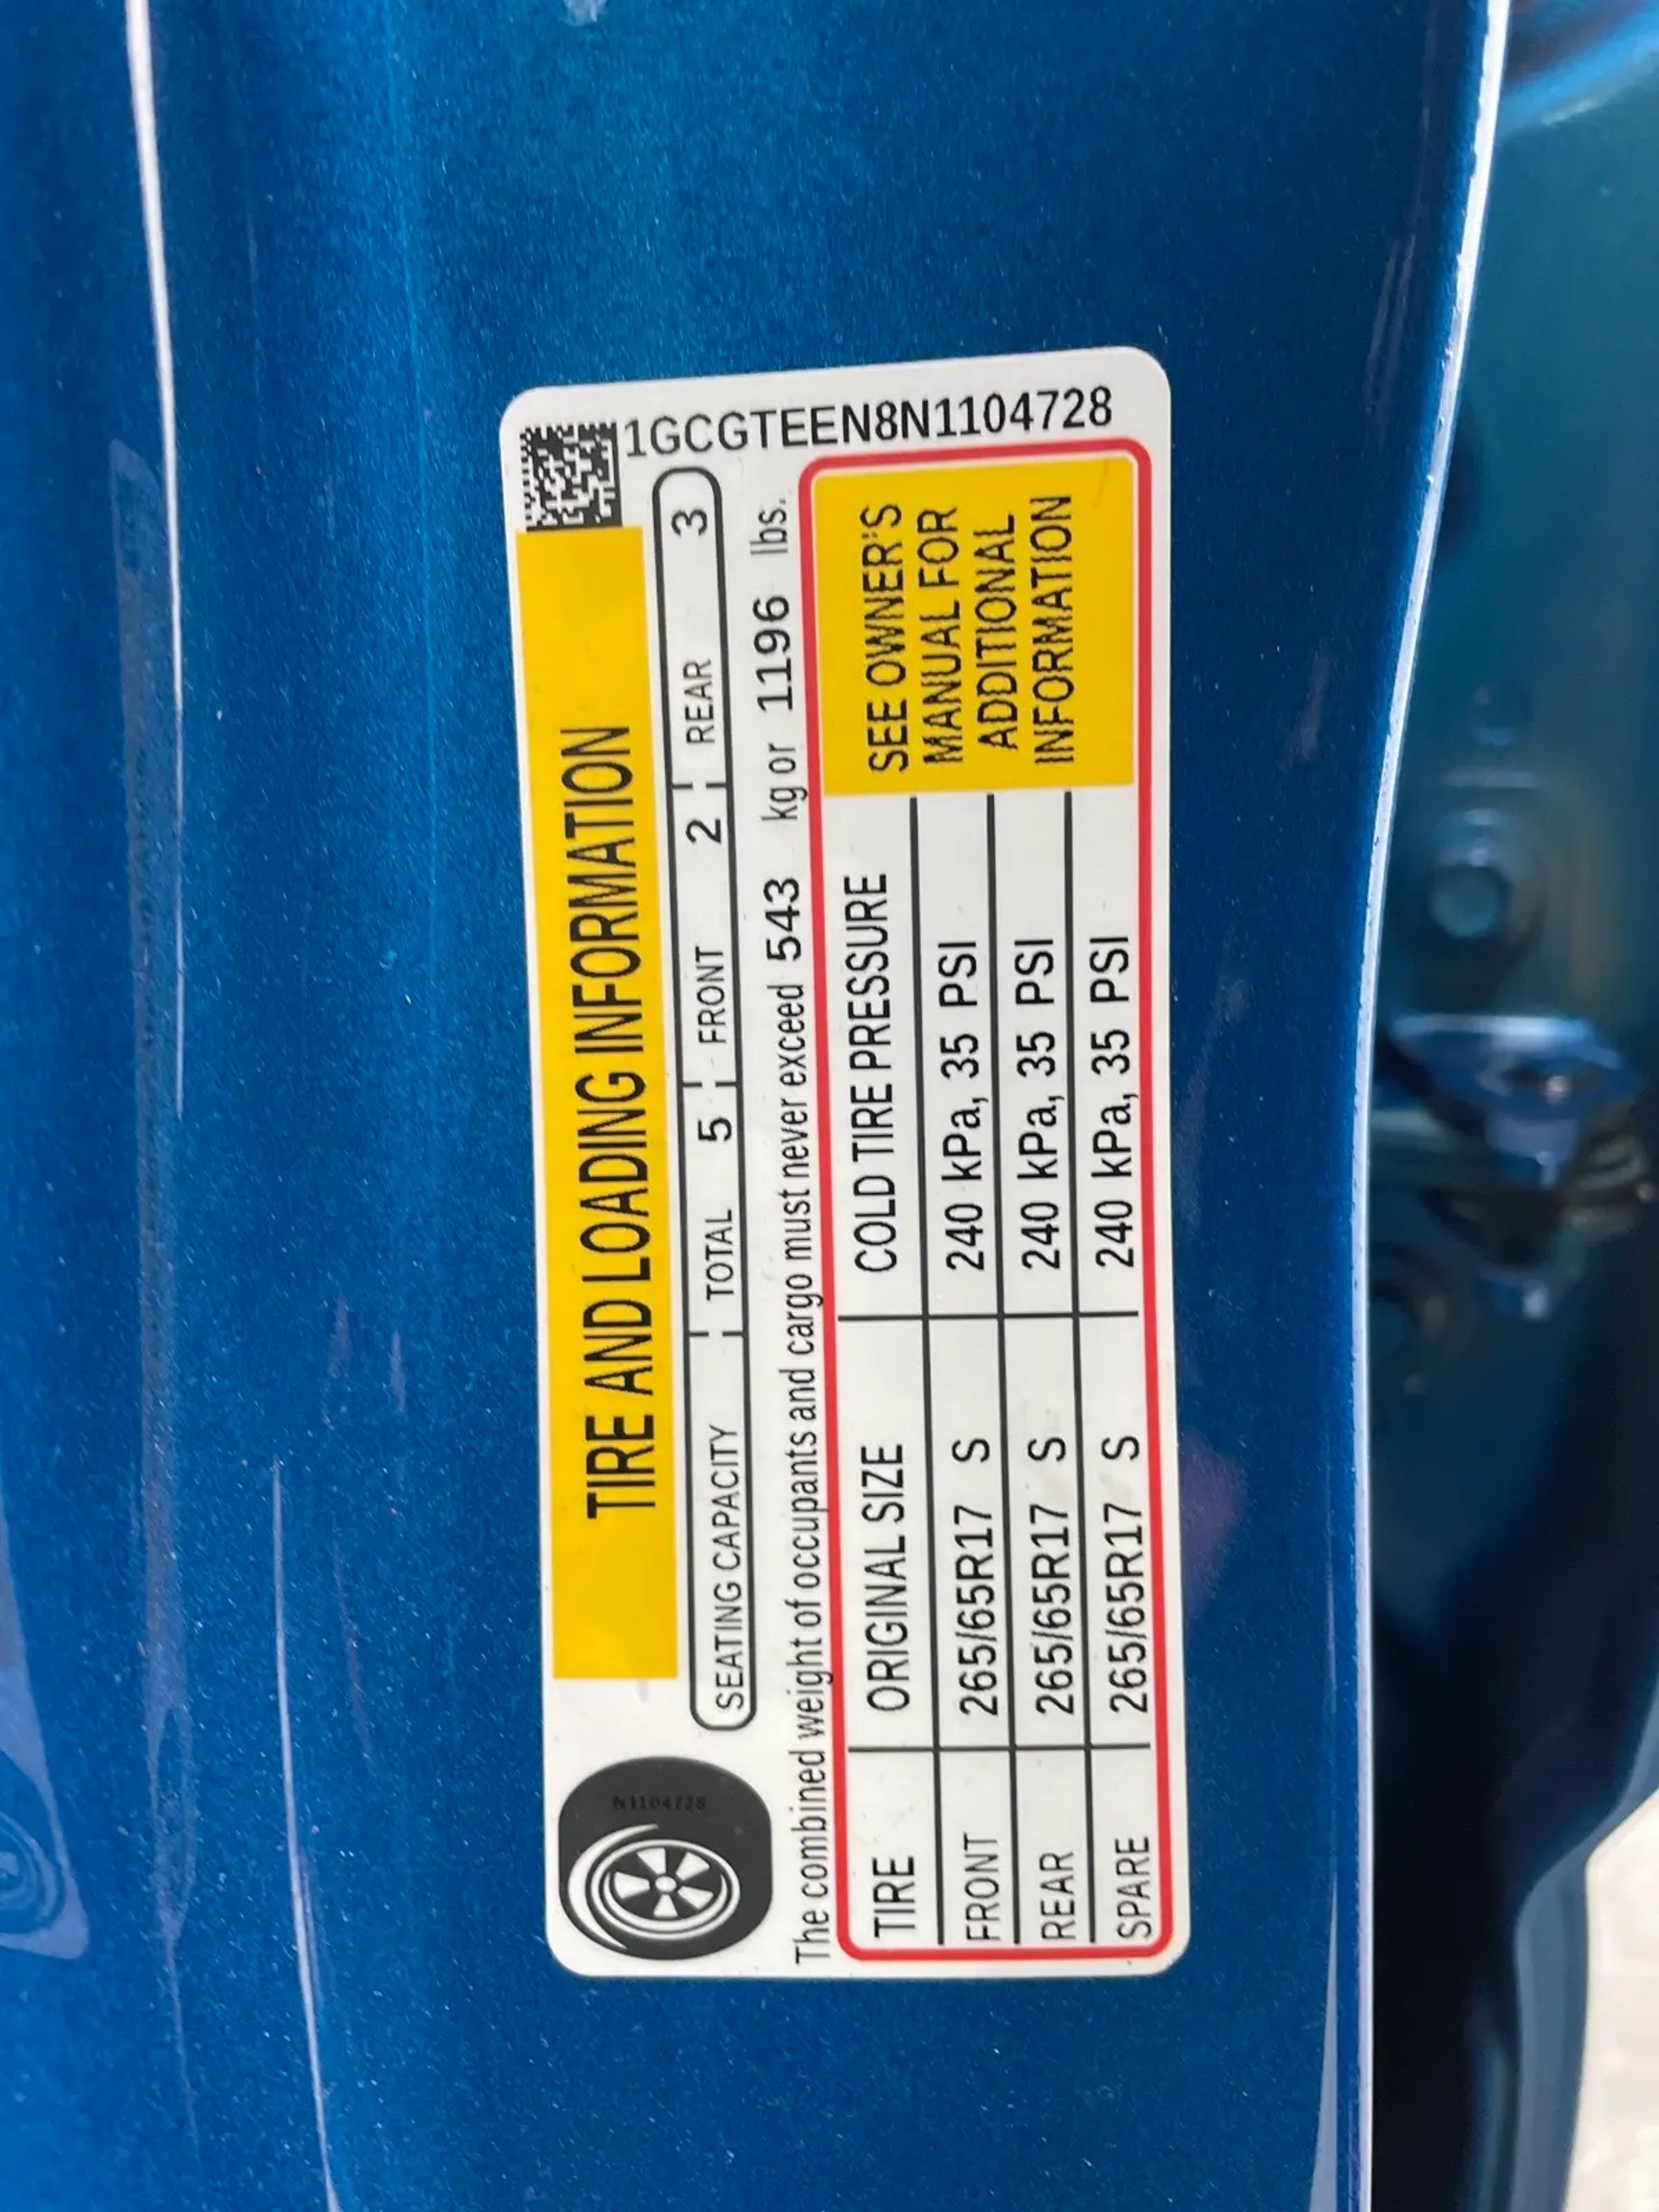 TIRE AND LOADING INFORMATION
SEATING CAPACITY TOTAL 5 FRONT 2 REAR 3
1GCGTEEN8N1104728
The combined weight of occupants and cargo must never exceed 543 kg or 1196 lbs.
TIRE ORIGINAL SIZE COLD TIRE PRESSURE
FRONT 265/65R17 S 240 kPa, 35 PSI
REAR 265/65R17 S 240 kPa, 35 PSI
SPARE 265/65R17 S 240 kPa, 35 PSI
SEE OWNER'S
MANUAL FOR
ADDITIONAL
INFORMATION
N1104728